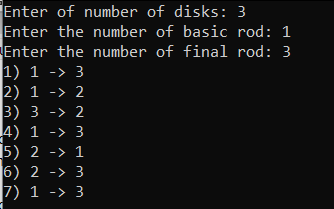 Enter of number of disks: 3
Enter the number of basic rod: 1
Enter the number of final rod: 3
1) 1 -> 3
2) 1 -> 2
3) 3 -> 2
4) 1 -> 3
5) 2 -> 1
6) 2 -> 3
7) 1 -> 3